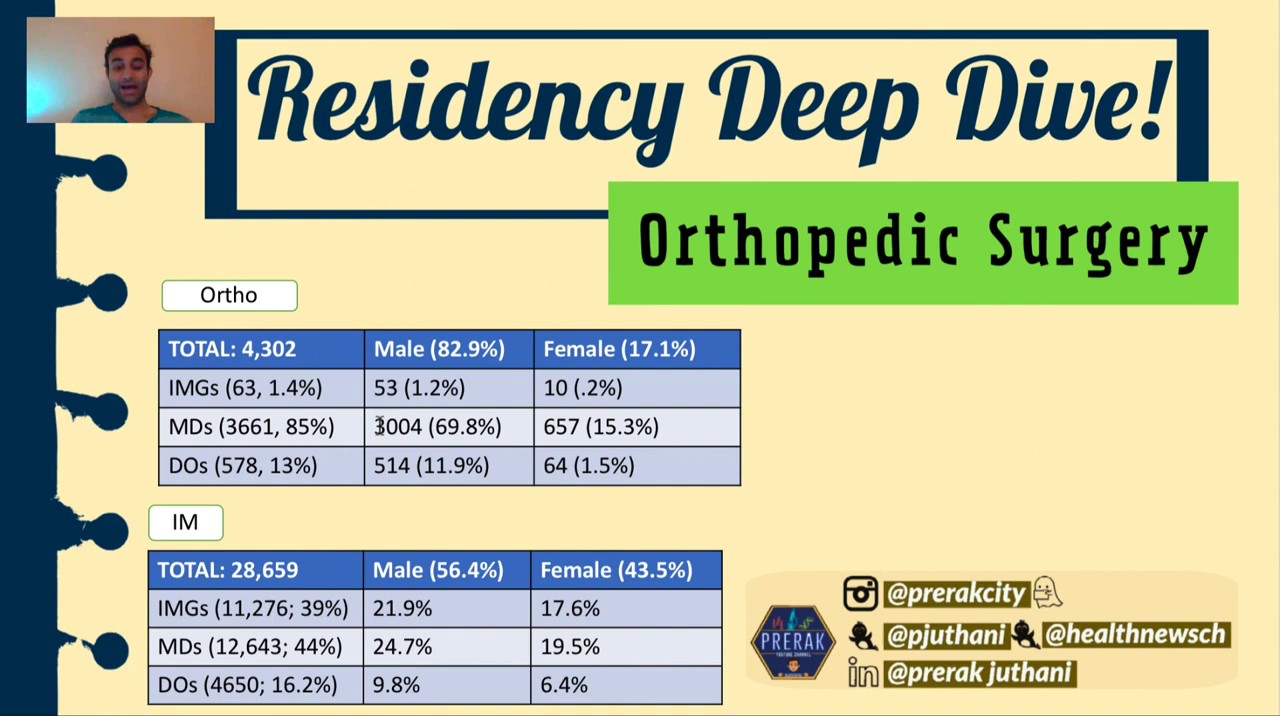 Residency Deep Dive!
Orthopedic Surgery
Ortho
TOTAL: 4,302 Male (82.9%) Female (17.1%)
IMGs (63, 1.4%) 53 (1.2%) 10 (.2%)
MDs (3661, 85%) 3004 (69.8%) 657 (15.3%)
DOs (578, 13%) 514 (11.9%) 64 (1.5%)
IM
TOTAL: 28,659 Male (56.4%) Female (43.5%)
IMGs (11,276; 39%) 21.9% 17.6%
MDs (12,643; 44%) 24.7% 19.5%
DOs (4650; 16.2%) 9.8% 6.4%
PRERAK
YOUTUBE CHANNEL
@prerakcity
@pjuthani @healthnewsch
in @prerak juthani